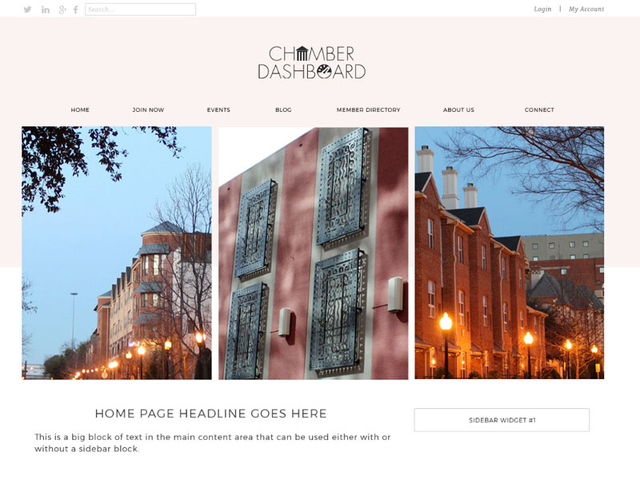 Search...
Login | My Account
CHAMBER
DASHBOARD
HOME JOIN NOW EVENTS BLOG MEMBER DIRECTORY ABOUT US CONNECT
HOME PAGE HEADLINE GOES HERE
This is a big block of text in the main content area that can be used either with or
without a sidebar block.
SIDEBAR WIDGET #1